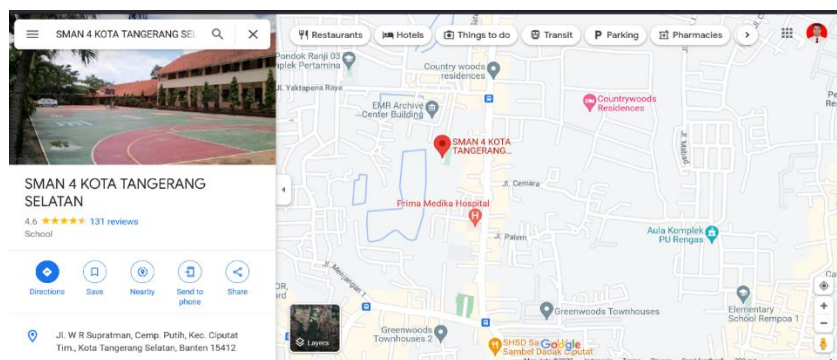 SMAN 4 KOTA TANGERANG SEL
SMAN 4 KOTA TANGERANG
SELATAN
4.6
131 reviews
School
Directions
Save
Nearby
Send to
phone
Share
Jl. W R Supratman, Cemp. Putih, Kec. Ciputat
Tim., Kota Tangerang Selatan, Banten 15412
Restaurants
Hotels
Things to do
Transit
P Parking
Pharmacies
Pondok Ranji 03
plek Pertamina
Jl. Yaktapena Raya
Country woods
residences
EMR Archive
Center Building
Countrywoods
Residences
SMAN 4 KOTA
TANGERANG...
Jl. Cemara
Prima Medika Hospital
H
Jl. Palem
Aula Komplek
PU Rengas
Jl. Menjangan 1
Greenwoods Townhouses
Elementary
School Rempoa 1
Greenwoods
Townhouses 2
Layers
Google
Sambel Dadak Ciputat